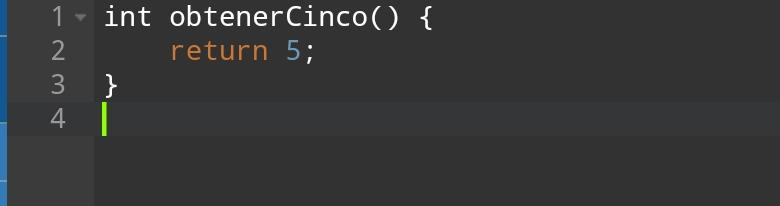 1 int obtenerCinco() {
2     return 5;
3 }
4